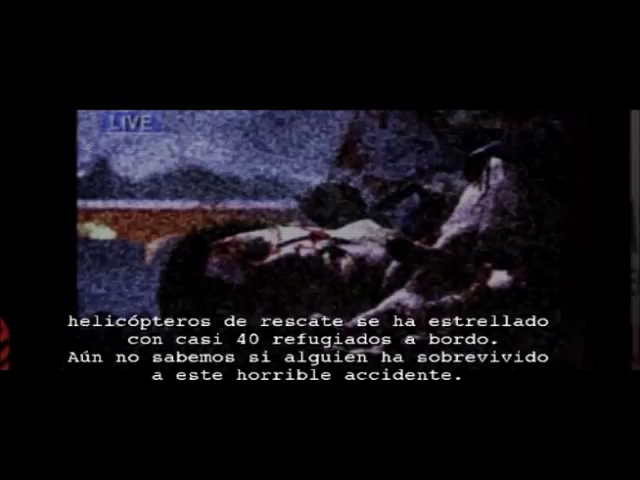 LIVE
helicópteros de rescate se ha estrellado
con casi 40 refugiados a bordo.
Aún no sabemos si alguien ha sobrevivido
a este horrible accidente.